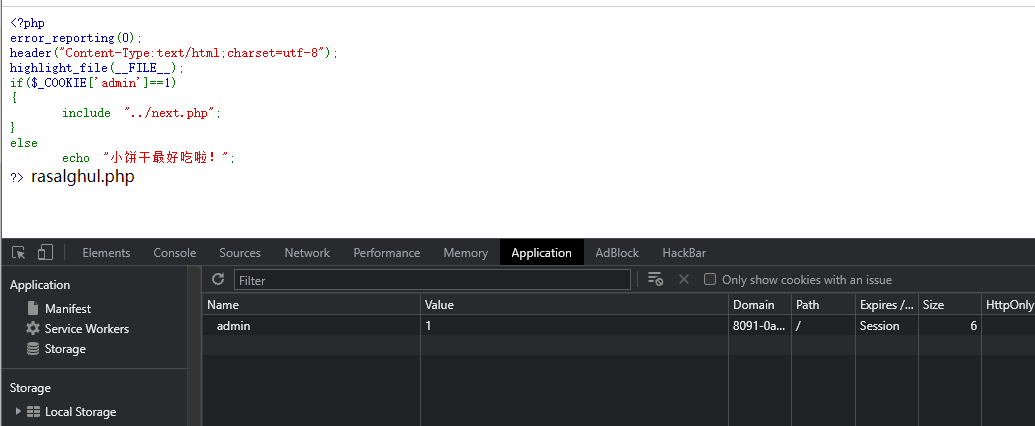 <?php
error_reporting(0);
header("Content-Type:text/html;charset=utf-8");
highlight_file(__FILE__);
if($_COOKIE['admin']==1)
{
include "../next.php";
}
else
echo "小饼干最好吃啦！";
?> rasalghul.php
Elements Console Sources Network Performance Memory Application AdBlock HackBar
Application
Manifest
Service Workers
Storage
Storage
Local Storage
Filter Only show cookies with an issue
Name Value Domain Path Expires /... Size HttpOnly
admin 1 8091-0a... / Session 6